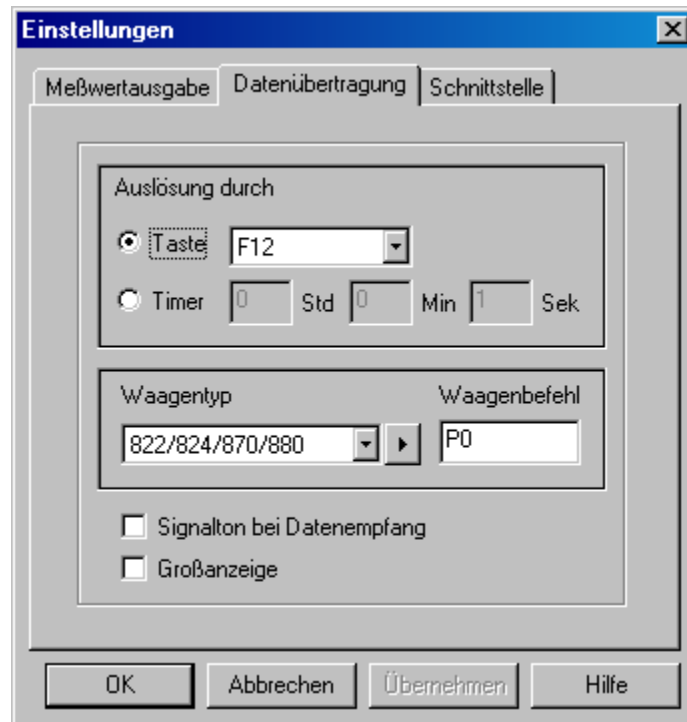 Einstellungen
Meßwertausgabe Datenübertragung Schnittstelle
Auslösung durch
Taste F12
Timer 0 Std 0 Min 1 Sek
Waagentyp Waagenbefehl
822/824/870/880 P0
Signalton bei Datenempfang
Großanzeige
OK Abbrechen Übernehmen Hilfe